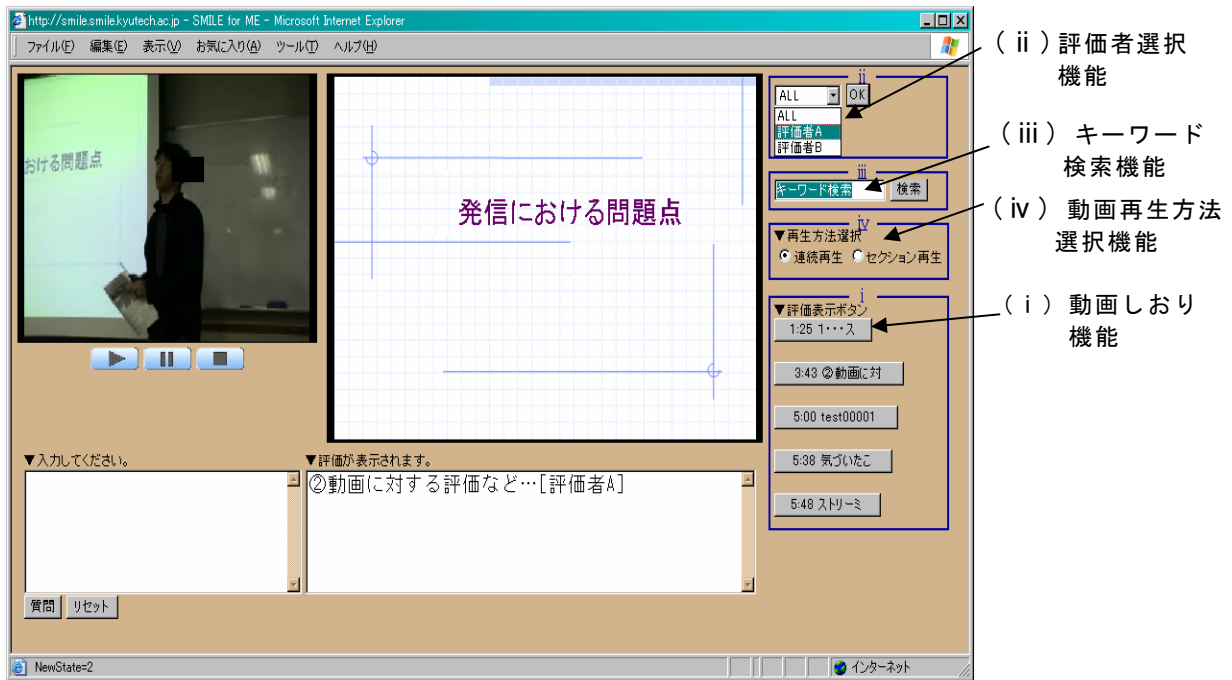 http://smile.smile.kyutech.ac.jp - SMILE for ME - Microsoft Internet Explorer
ファイル(F) 編集(E) 表示(V) お気に入り(A) ツール(T) ヘルプ(H)
おける問題点
発信における問題点
ii
ALL OK
ALL
評価者A
評価者B
iii
キーワード検索 検索
iv
▼再生方法選択
連続再生 セクション再生
i
▼評価表示ボタン
1:25 1・・・ス
3:43 ②動画に対
5:00 test00001
5:38 気づいたこ
5:48 ストリーミ
▼入力してください。
▼評価が表示されます。
②動画に対する評価など…[評価者A]
質問 リセット
NewState=2
インターネット
(ii)評価者選択
機能
(iii) キーワード
検索機能
(iv) 動画再生方法
選択機能
(i) 動画しおり
機能